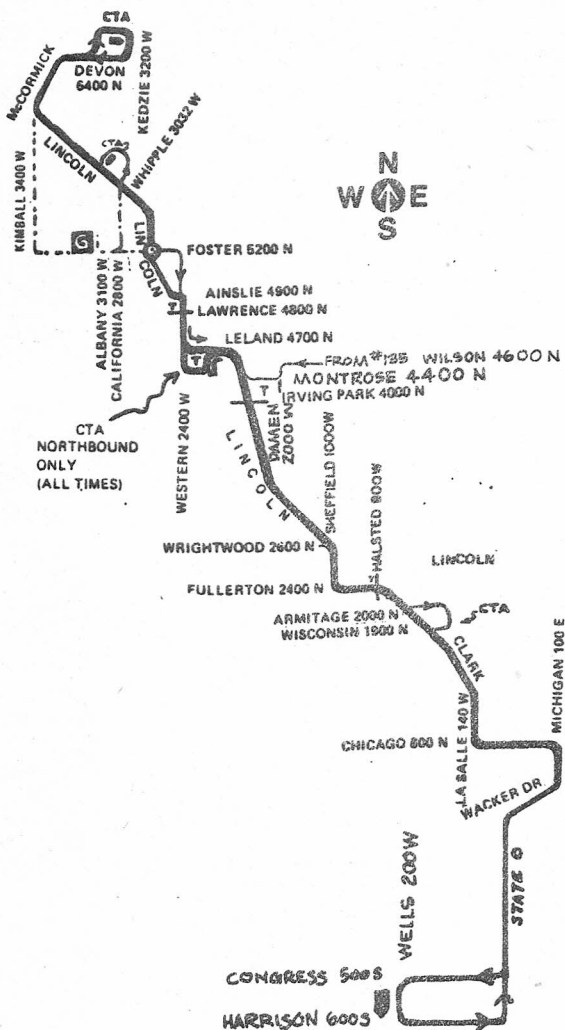 CTA
DEVON
6400 N
KEDZIE 3200 W
McCORMICK
LINCOLN
CTA
WHIPPLE 3032 W
KIMBALL 3400 W
N
W E
S
G
LINCOLN
FOSTER 5200 N
ALBANY 3100 W
CALIFORNIA 2800 W
AINSLIE 4900 N
LAWRENCE 4800 N
LELAND 4700 N
T
FROM #135 WILSON 4600 N
MONTROSE 4400 N
T
IRVING PARK 4000 N
DAMEN
2000 W
CTA
NORTHBOUND
ONLY
(ALL TIMES)
WESTERN 2400 W
LINCOLN
SHEFFIELD 1000W
HALSTED 800W
WRIGHTWOOD 2600 N
LINCOLN
FULLERTON 2400 N
ARMITAGE 2000 N
WISCONSIN 1900 N
CTA
CLARK
MICHIGAN 100 E
LA SALLE 140 W
CHICAGO 800 N
WACKER DR
STATE 0
WELLS 200W
CONGRESS 500S
HARRISON 600S